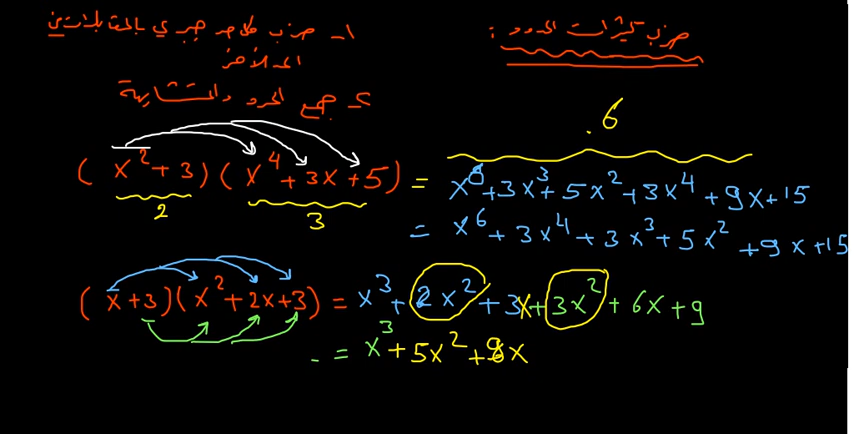 ضرب كثيرات الحدود :
١ـ ضرب كل حد جبري بالحد
الآخر
٢ـ جمع الحدود المتشابهة
. 6
(x² + 3)(x⁴ + 3x + 5) = x⁶ + 3x³ + 5x² + 3x⁴ + 9x + 15
2 3
= x⁶ + 3x⁴ + 3x³ + 5x² + 9x + 15
(x + 3)(x² + 2x + 3) = x³ + 2x² + 3x + 3x² + 6x + 9
= x³ + 5x² + 9x